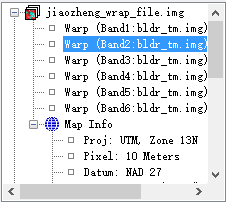 jiaozheng_wrap_file.img
Warp (Band1:bldr_tm.img)
Warp (Band2:bldr_tm.img)
Warp (Band3:bldr_tm.img)
Warp (Band4:bldr_tm.img)
Warp (Band5:bldr_tm.img)
Warp (Band6:bldr_tm.img)
Map Info
Proj: UTM, Zone 13N
Pixel: 10 Meters
Datum: NAD 27